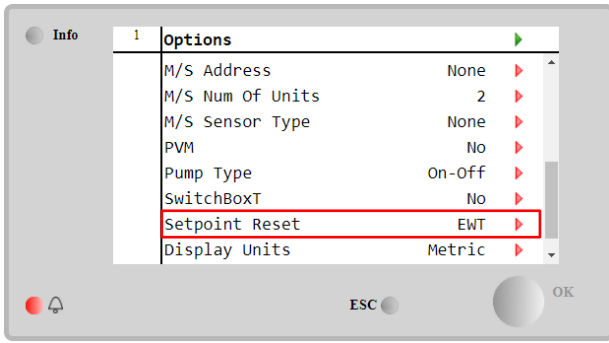 Info
1 Options
M/S Address None
M/S Num Of Units 2
M/S Sensor Type None
PVM No
Pump Type On-Off
SwitchBoxT No
Setpoint Reset EWT
Display Units Metric
ESC
OK